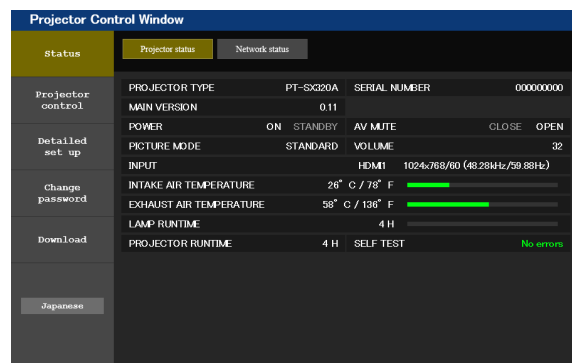 Projector Control Window
Status
Projector status Network status
PROJECTOR TYPE PT-SX320A SERIAL NUMBER 000000000
MAIN VERSION 0.11
POWER ON STANDBY AV MUTE CLOSE OPEN
PICTURE MODE STANDARD VOLUME 32
INPUT HDMI1 1024x768/60 (48.28kHz/59.88Hz)
INTAKE AIR TEMPERATURE 26° C / 78° F
EXHAUST AIR TEMPERATURE 58° C / 136° F
LAMP RUNTIME 4 H
PROJECTOR RUNTIME 4 H SELF TEST No errors
Projector
control
Detailed
set up
Change
password
Download
Japanese